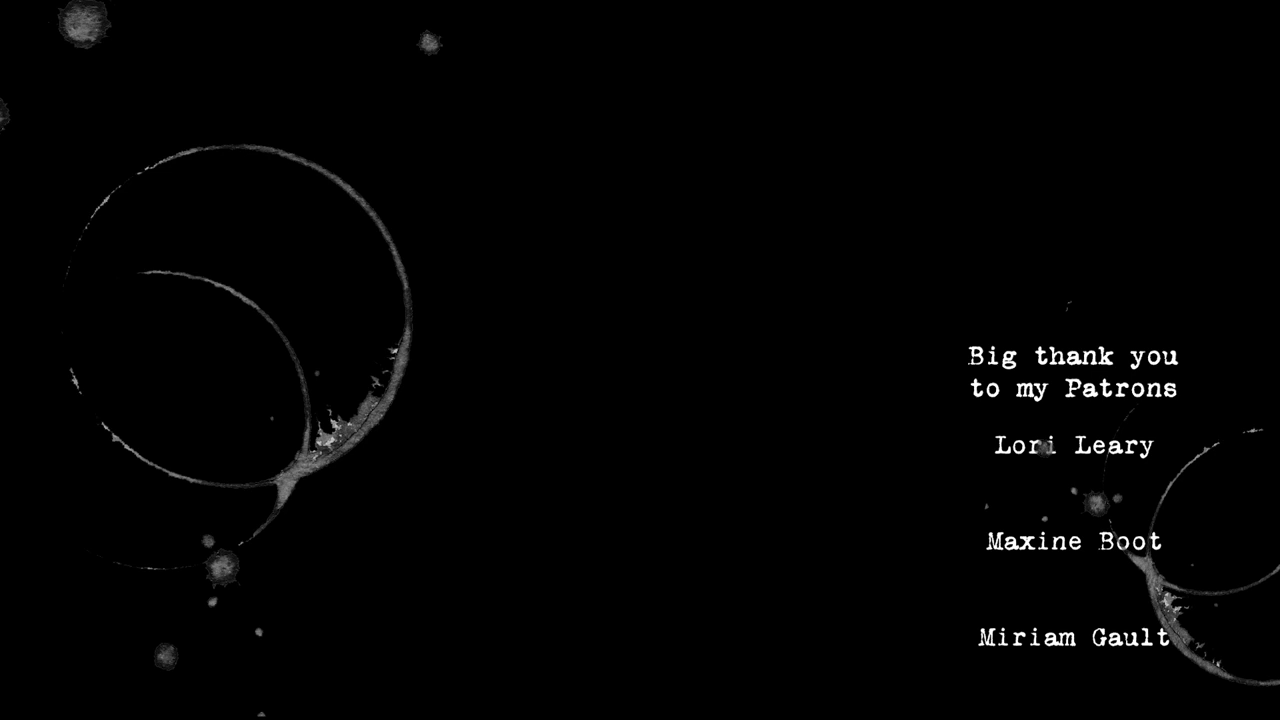 Big thank you
to my Patrons
Lori Leary
Maxine Boot
Miriam Gault